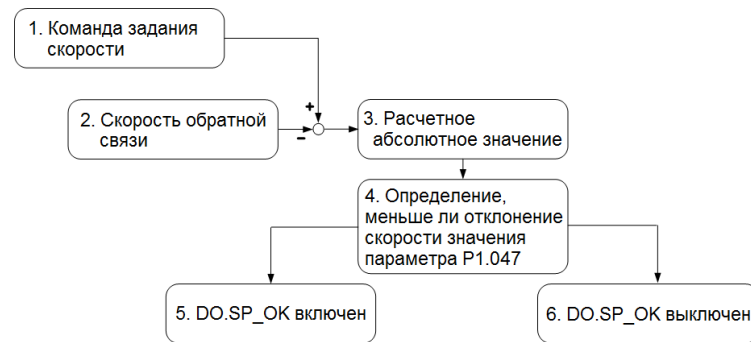 1. Команда задания
скорости
+
2. Скорость обратной
связи
–
3. Расчетное
абсолютное значение
4. Определение,
меньше ли отклонение
скорости значения
параметра P1.047
5. DO.SP_OK включен
6. DO.SP_OK выключен